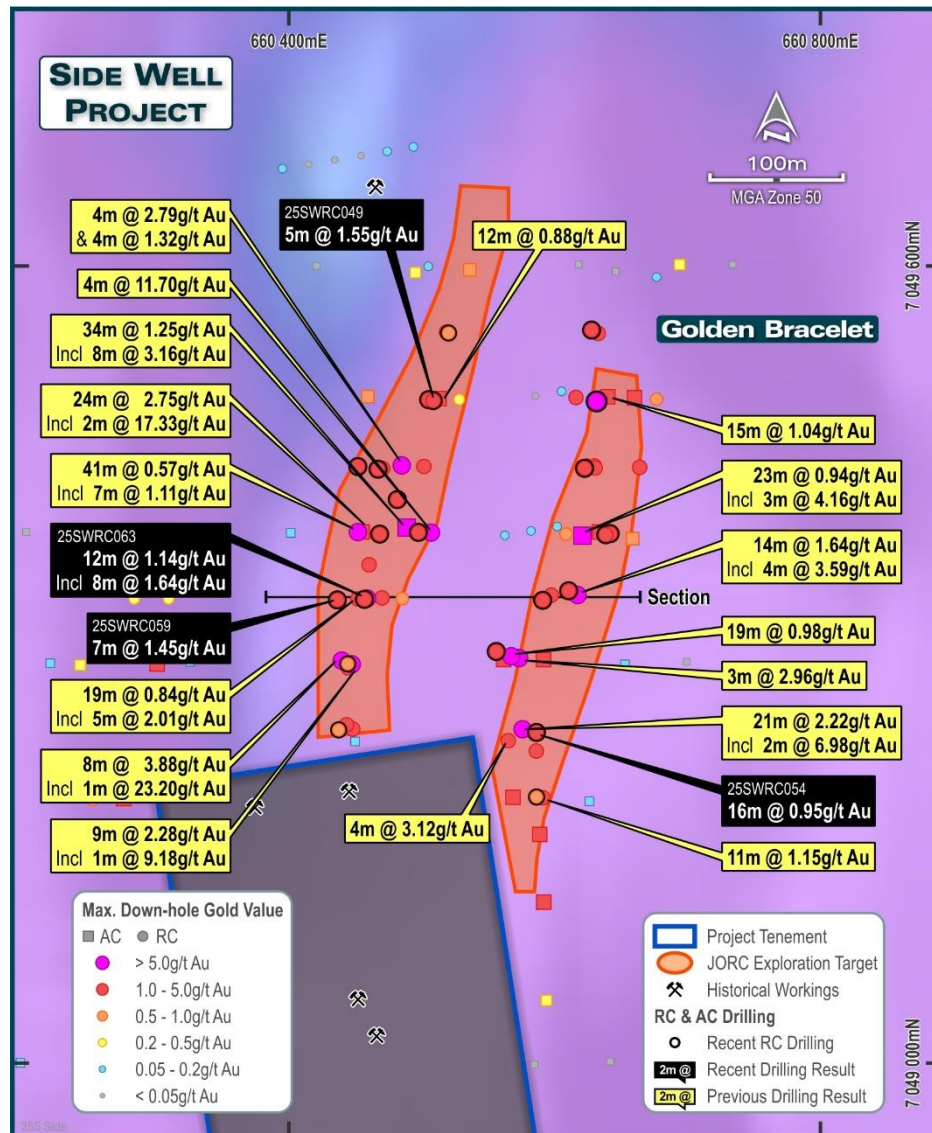 660 400mE
660 800mE
SIDE WELL
PROJECT
100m
MGA Zone 50
4m @ 2.79g/t Au
& 4m @ 1.32g/t Au
25SWRC049
5m @ 1.55g/t Au
12m @ 0.88g/t Au
7 049 600mN
4m @ 11.70g/t Au
Golden Bracelet
34m @ 1.25g/t Au
Incl 8m @ 3.16g/t Au
24m @ 2.75g/t Au
Incl 2m @ 17.33g/t Au
15m @ 1.04g/t Au
41m @ 0.57g/t Au
Incl 7m @ 1.11g/t Au
23m @ 0.94g/t Au
Incl 3m @ 4.16g/t Au
25SWRC063
12m @ 1.14g/t Au
Incl 8m @ 1.64g/t Au
14m @ 1.64g/t Au
Incl 4m @ 3.59g/t Au
Section
25SWRC059
7m @ 1.45g/t Au
19m @ 0.98g/t Au
3m @ 2.96g/t Au
19m @ 0.84g/t Au
Incl 5m @ 2.01g/t Au
21m @ 2.22g/t Au
Incl 2m @ 6.98g/t Au
8m @ 3.88g/t Au
Incl 1m @ 23.20g/t Au
25SWRC054
16m @ 0.95g/t Au
4m @ 3.12g/t Au
9m @ 2.28g/t Au
Incl 1m @ 9.18g/t Au
11m @ 1.15g/t Au
Max. Down-hole Gold Value
AC RC
> 5.0g/t Au
1.0 - 5.0g/t Au
0.5 - 1.0g/t Au
0.2 - 0.5g/t Au
0.05 - 0.2g/t Au
< 0.05g/t Au
Project Tenement
JORC Exploration Target
Historical Workings
RC & AC Drilling
Recent RC Drilling
2m @ Recent Drilling Result
2m @ Previous Drilling Result
7 049 000mN
355 Side